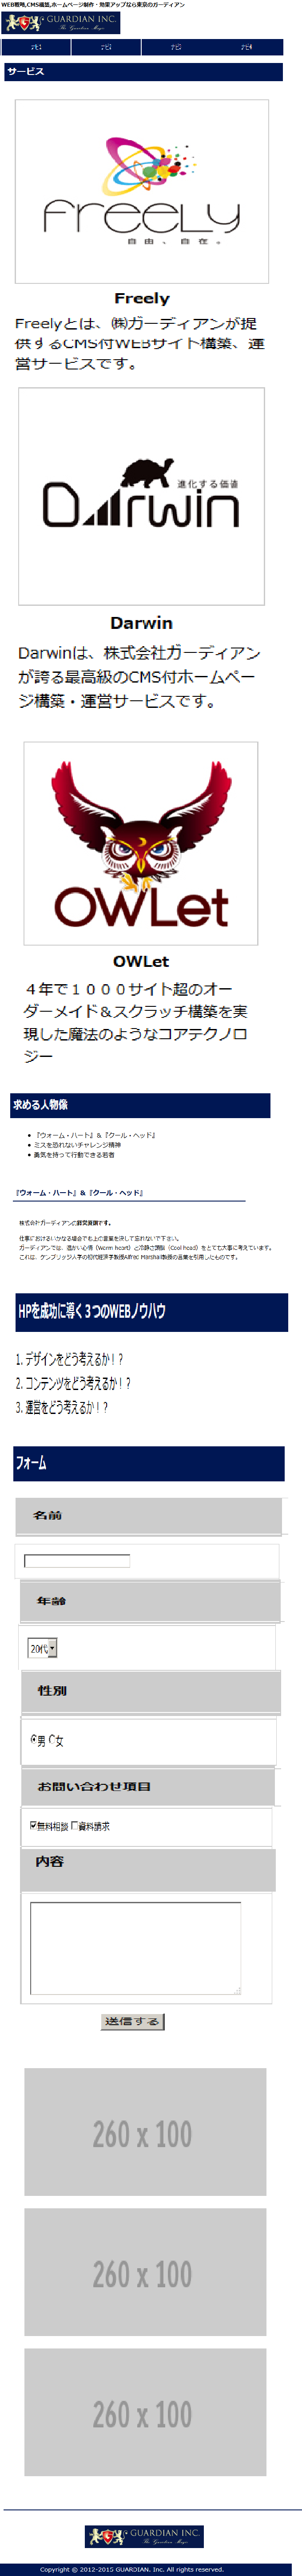 WEB戦略,CMS構築,ホームページ制作・効果アップなら東京のガーディアン
GUARDIAN INC.
The Guardian Magic
ナビ1 ナビ2 ナビ3 ナビ4
サービス
FreeLy
自由、自在。
Freely
Freelyとは、㈱ガーディアンが提
供するCMS付WEBサイト構築、運
営サービスです。
進化する価値
Darwin
Darwin
Darwinは、株式会社ガーディアン
が誇る最高級のCMS付ホームペー
ジ構築・運営サービスです。
OWLet
OWLet
４年で１０００サイト超のオー
ダーメイド＆スクラッチ構築を実
現した魔法のようなコアテクノロ
ジー
求める人物像
• 『ウォーム・ハート』＆『クール・ヘッド』
• ミスを恐れないチャレンジ精神
• 勇気を持って行動できる若者
『ウォーム・ハート』＆『クール・ヘッド』
株式会社ガーディアンの経営真訓です。
仕事におけるいかなる場合でも上の言葉を決して忘れないで下さい。
ガーディアンでは、温かい心情（Worm heart）と冷静な頭脳（Cool head）をとても大事に考えています。
これは、ケンブリッジ大学の初代経済学教授Alfred Marshall教授の言葉を引用したものです。
HPを成功に導く３つのWEBノウハウ
1. デザインをどう考えるか！？
2. コンテンツをどう考えるか！？
3. 運営をどう考えるか！？
フォーム
名前
年齢
20代
性別
男 女
お問い合わせ項目
無料相談 資料請求
内容
送信する
260 x 100
260 x 100
260 x 100
GUARDIAN INC.
The Guardian Magic
Copyright © 2012-2015 GUARDIAN, Inc. All rights reserved.